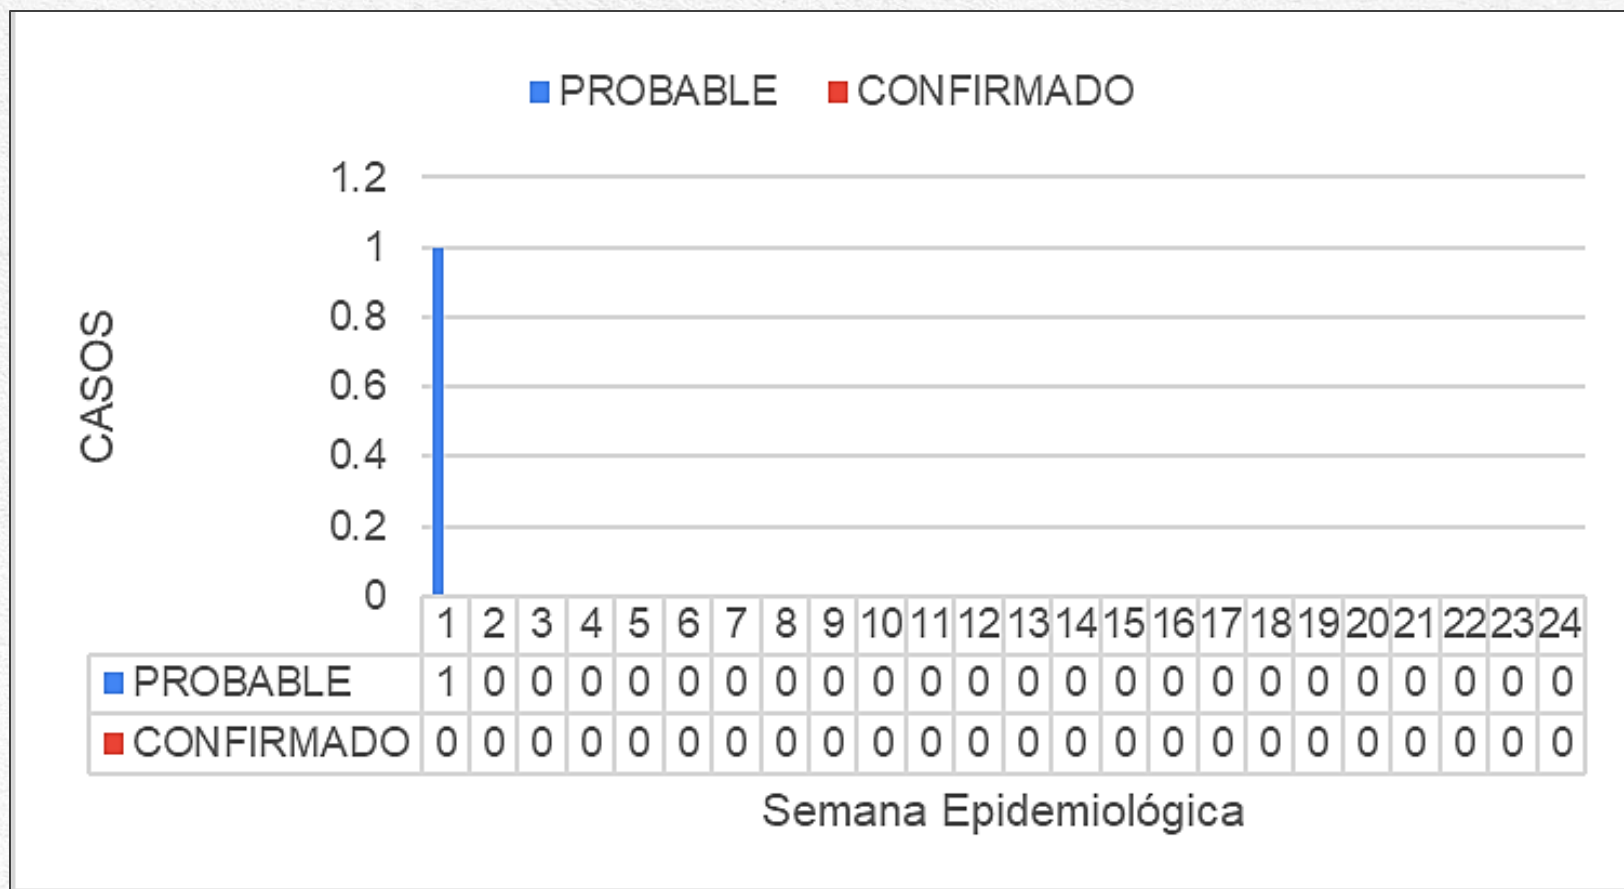 PROBABLE CONFIRMADO
1.2
1
0.8
0.6
0.4
0.2
0
CASOS
1 2 3 4 5 6 7 8 9 10 11 12 13 14 15 16 17 18 19 20 21 22 23 24
PROBABLE 1 0 0 0 0 0 0 0 0 0 0 0 0 0 0 0 0 0 0 0 0 0 0 0
CONFIRMADO 0 0 0 0 0 0 0 0 0 0 0 0 0 0 0 0 0 0 0 0 0 0 0 0
Semana Epidemiológica